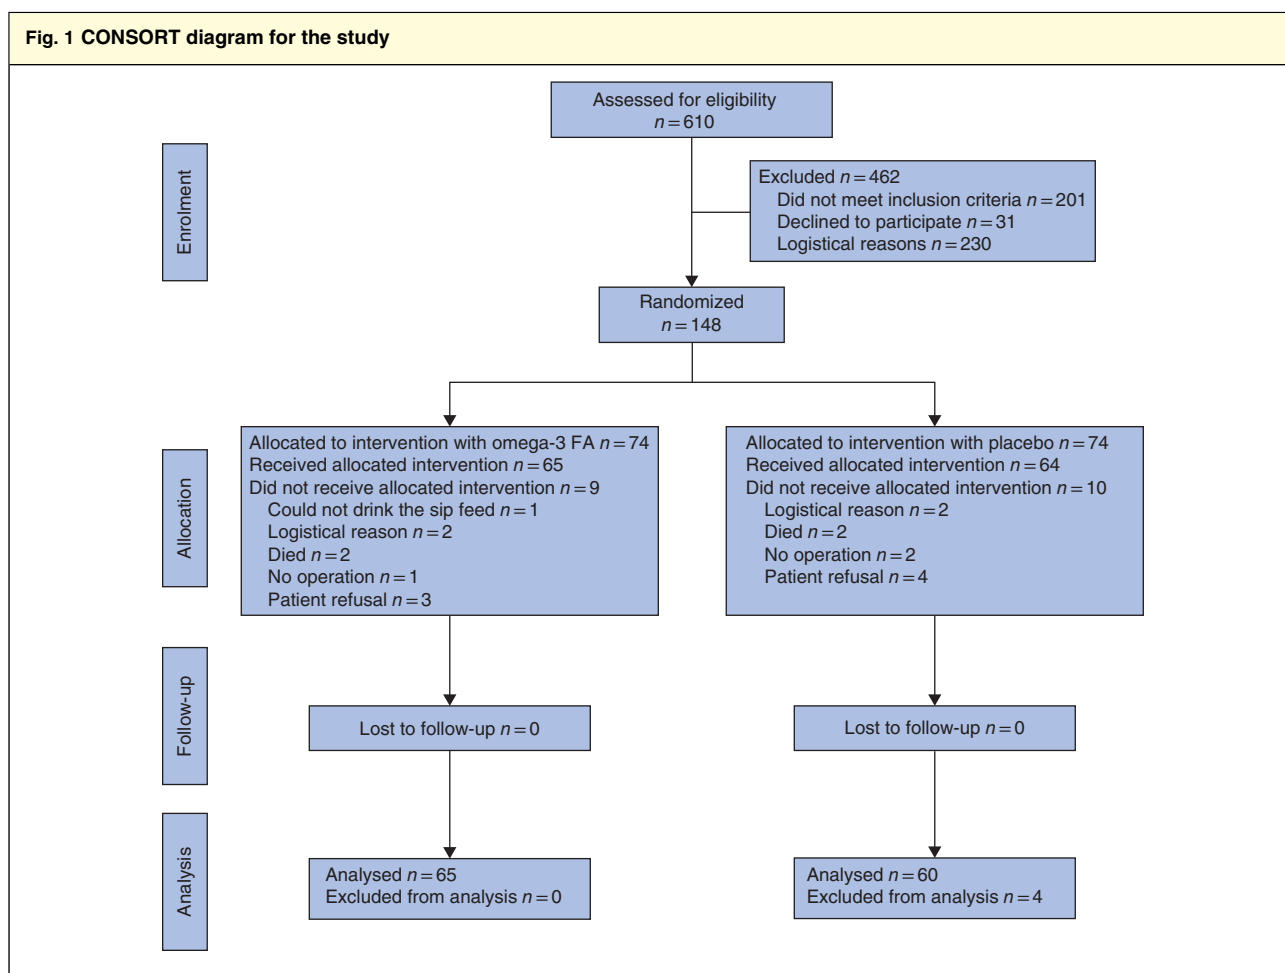 Fig. 1 CONSORT diagram for the study
Assessed for eligibility
n = 610
Enrolment
Excluded n = 462
Did not meet inclusion criteria n = 201
Declined to participate n = 31
Logistical reasons n = 230
Randomized
n = 148
Allocation
Allocated to intervention with omega-3 FA n = 74
Received allocated intervention n = 65
Did not receive allocated intervention n = 9
Could not drink the sip feed n = 1
Logistical reason n = 2
Died n = 2
No operation n = 1
Patient refusal n = 3
Allocated to intervention with placebo n = 74
Received allocated intervention n = 64
Did not receive allocated intervention n = 10
Logistical reason n = 2
Died n = 2
No operation n = 2
Patient refusal n = 4
Follow-up
Lost to follow-up n = 0
Lost to follow-up n = 0
Analysis
Analysed n = 65
Excluded from analysis n = 0
Analysed n = 60
Excluded from analysis n = 4